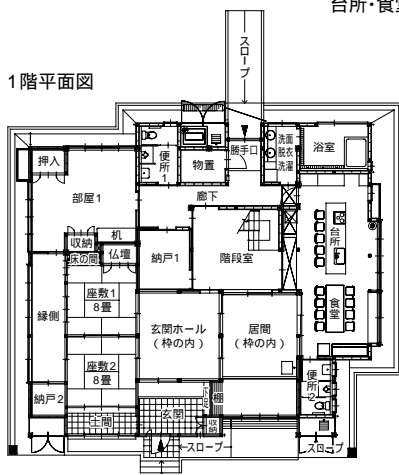 台所・食堂
1階平面図
スロープ→
押入
便所1
物置
勝手口
洗面
脱衣
洗濯
浴室
部屋1
廊下
机
収納
床の間
仏壇
納戸1
階段室
台所
座敷1
8畳
縁側
玄関ホール
(枠の内)
居間
(枠の内)
食堂
座敷2
8畳
納戸2
土間
玄関
下足
棚
収納
便所2
←スロープ
スロープ